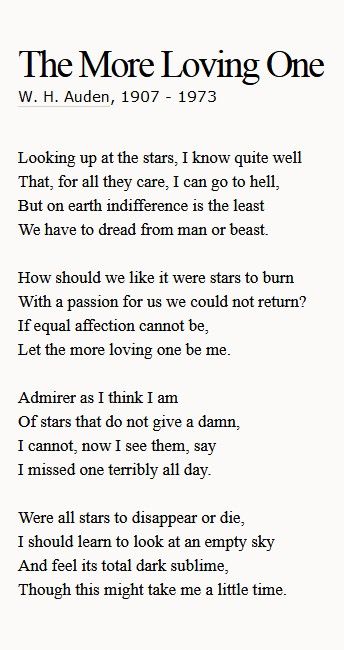 The More Loving One
W. H. Auden, 1907 - 1973
Looking up at the stars, I know quite well
That, for all they care, I can go to hell,
But on earth indifference is the least
We have to dread from man or beast.
How should we like it were stars to burn
With a passion for us we could not return?
If equal affection cannot be,
Let the more loving one be me.
Admirer as I think I am
Of stars that do not give a damn,
I cannot, now I see them, say
I missed one terribly all day.
Were all stars to disappear or die,
I should learn to look at an empty sky
And feel its total dark sublime,
Though this might take me a little time.